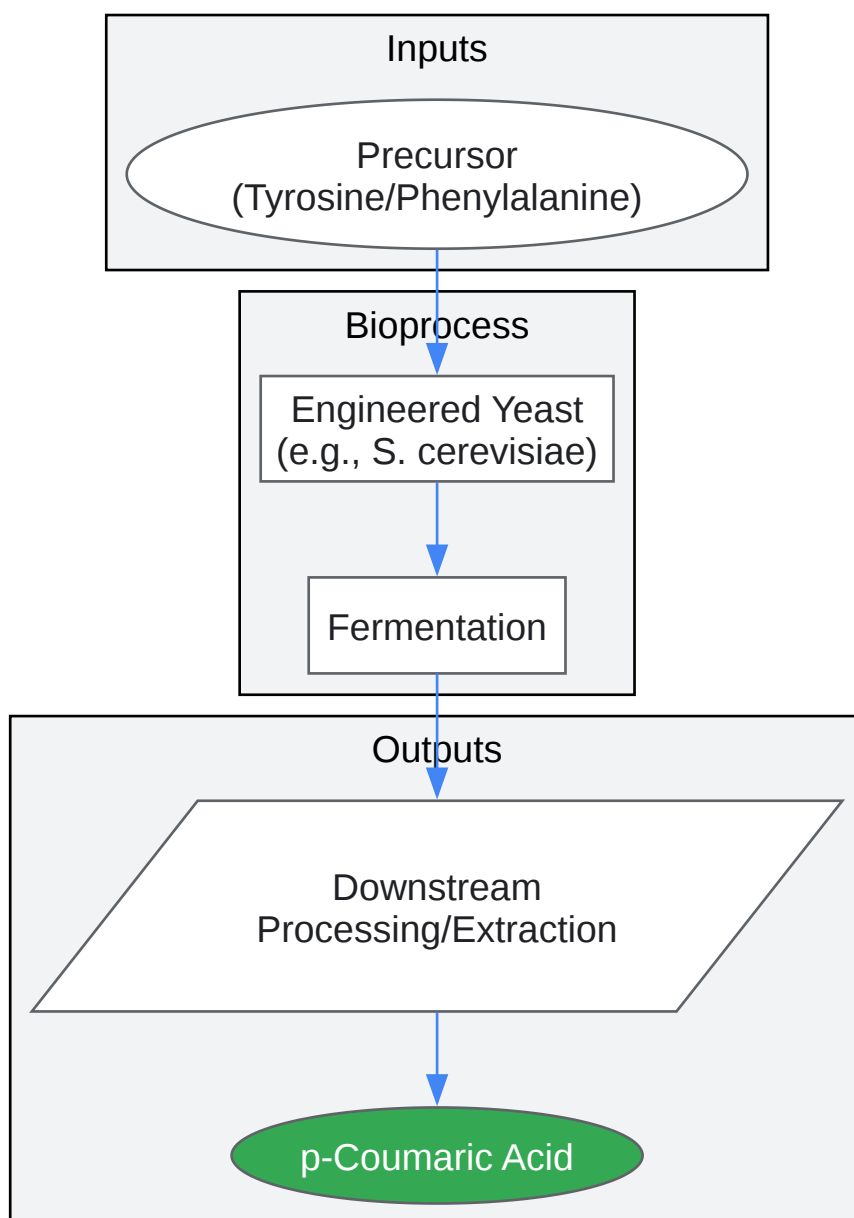 Inputs
Precursor
(Tyrosine/Phenylalanine)
Bioprocess
Engineered Yeast
(e.g., S. cerevisiae)
Fermentation
Outputs
Downstream
Processing/Extraction
p-Coumaric Acid